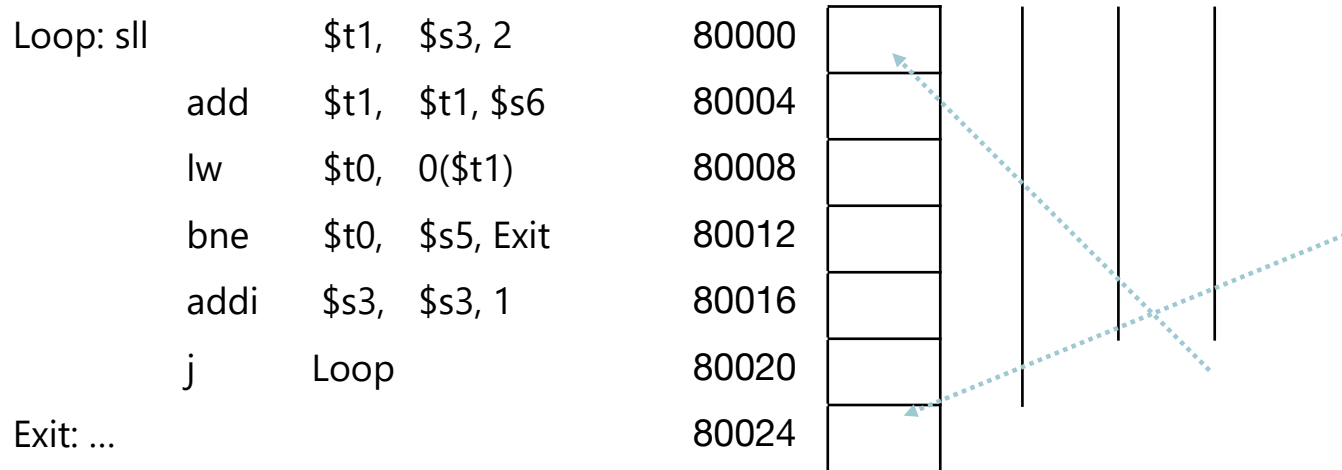 Loop: sll $t1, $s3, 2 80000
add $t1, $t1, $s6 80004
lw $t0, 0($t1) 80008
bne $t0, $s5, Exit 80012
addi $s3, $s3, 1 80016
j Loop 80020
Exit: … 80024